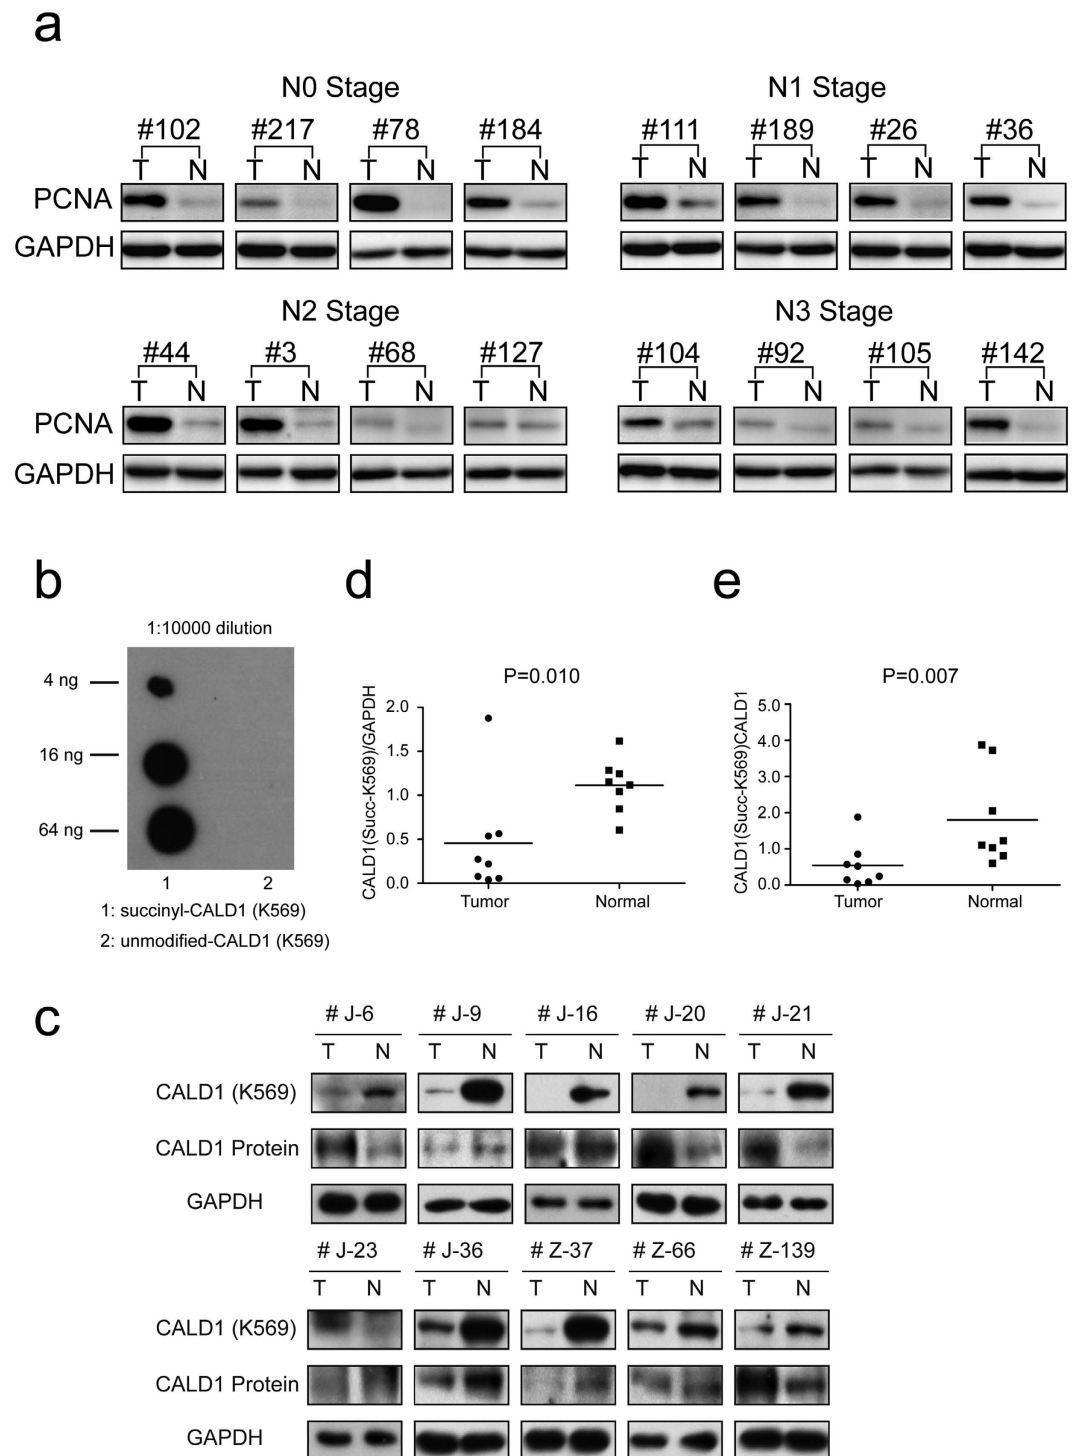 a
N0 Stage
N1 Stage
#102 #217 #78 #184 #111 #189 #26 #36
T N T N T N T N T N T N T N T N
PCNA
GAPDH
N2 Stage
N3 Stage
#44 #3 #68 #127 #104 #92 #105 #142
T N T N T N T N T N T N T N T N
PCNA
GAPDH
b
1:10000 dilution
4 ng
16 ng
64 ng
1 2
1: succinyl-CALD1 (K569)
2: unmodified-CALD1 (K569)
d
P=0.010
CALD1(Succ-K569)/GAPDH
2.0
1.5
1.0
0.5
0.0
Tumor Normal
e
P=0.007
CALD1(Succ-K569)CALD1
5.0
4.0
3.0
2.0
1.0
0.0
Tumor Normal
c
# J-6 # J-9 # J-16 # J-20 # J-21
T N T N T N T N T N
CALD1 (K569)
CALD1 Protein
GAPDH
# J-23 # J-36 # Z-37 # Z-66 # Z-139
T N T N T N T N T N
CALD1 (K569)
CALD1 Protein
GAPDH